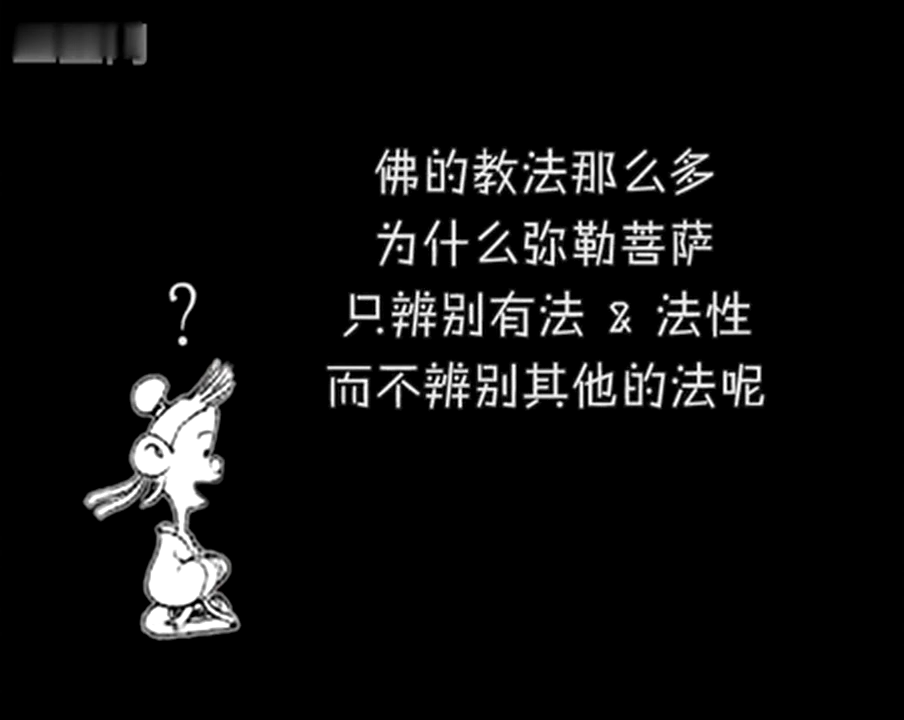 佛的教法那么多
为什么弥勒菩萨
只辨别有法 & 法性
而不辨别其他的法呢
?